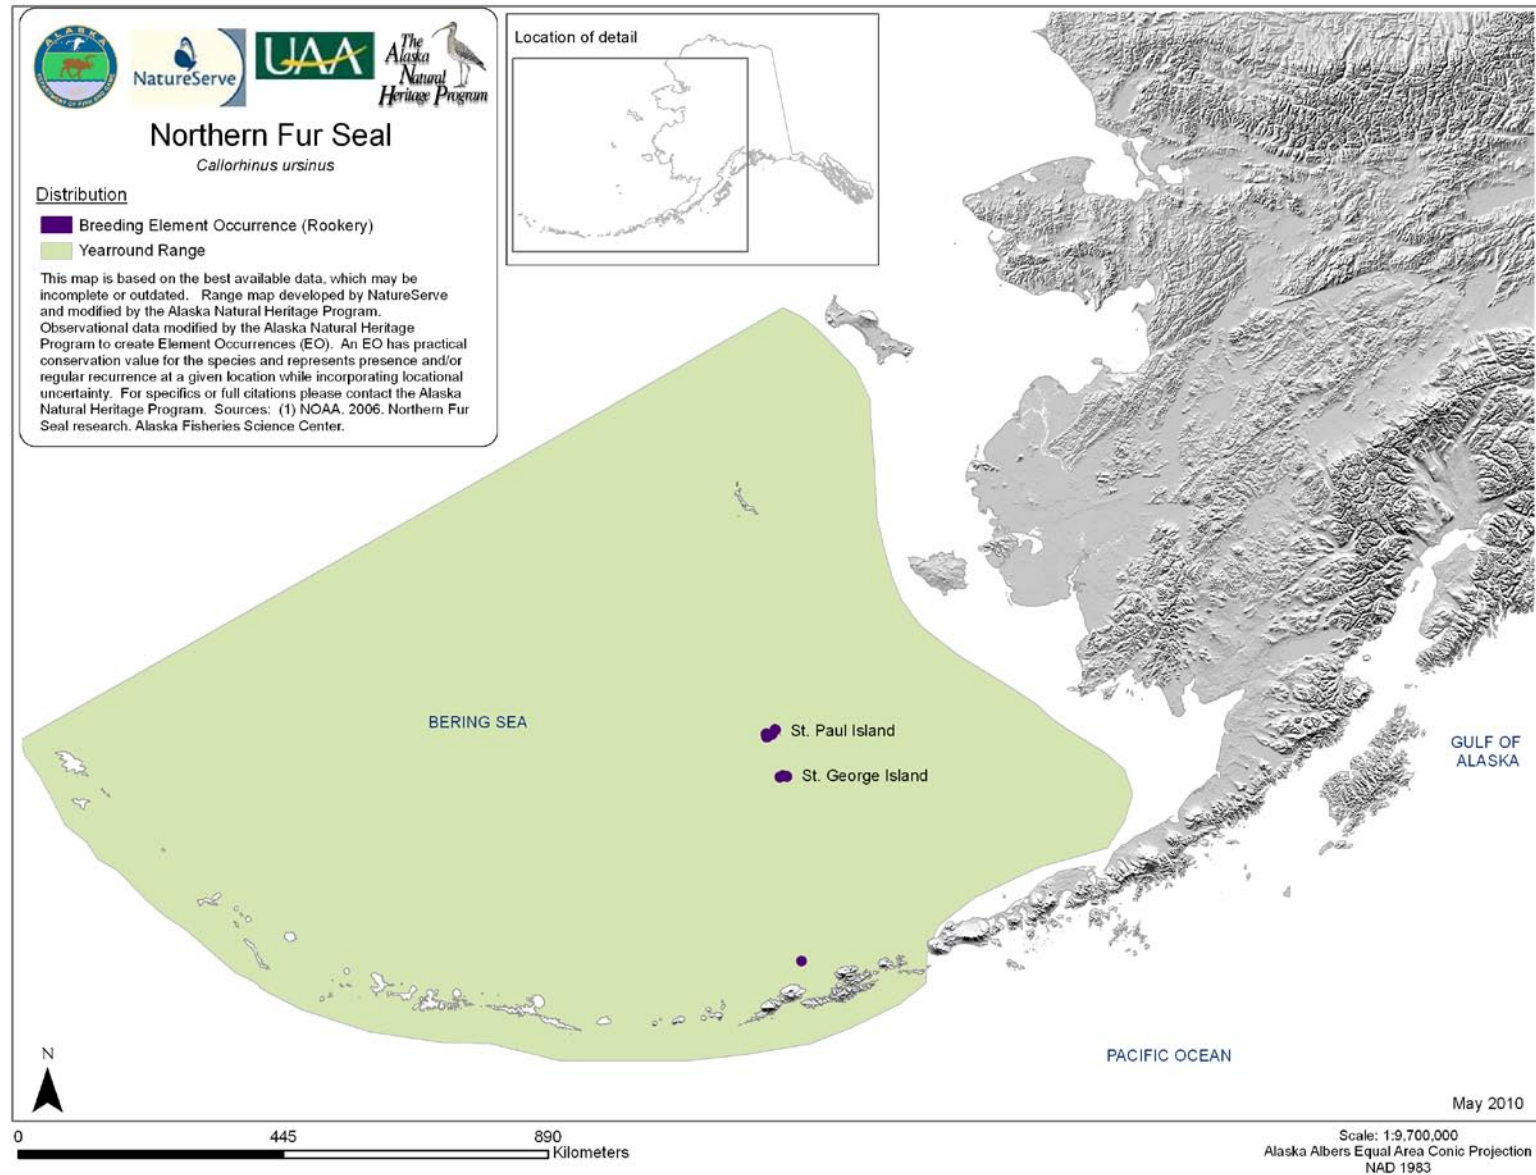 ALASKA
DEPARTMENT OF FISH AND GAME
NatureServe
UAA
The
Alaska
Natural
Heritage Program
Northern Fur Seal
Callorhinus ursinus
Distribution
Breeding Element Occurrence (Rookery)
Yearround Range
This map is based on the best available data, which may be
incomplete or outdated. Range map developed by NatureServe
and modified by the Alaska Natural Heritage Program.
Observational data modified by the Alaska Natural Heritage
Program to create Element Occurrences (EO). An EO has practical
conservation value for the species and represents presence and/or
regular recurrence at a given location while incorporating locational
uncertainty. For specifics or full citations please contact the Alaska
Natural Heritage Program. Sources: (1) NOAA. 2006. Northern Fur
Seal research. Alaska Fisheries Science Center.
Location of detail
BERING SEA
St. Paul Island
St. George Island
GULF OF
ALASKA
PACIFIC OCEAN
N
May 2010
0 445 890
Kilometers
Scale: 1:9,700,000
Alaska Albers Equal Area Conic Projection
NAD 1983